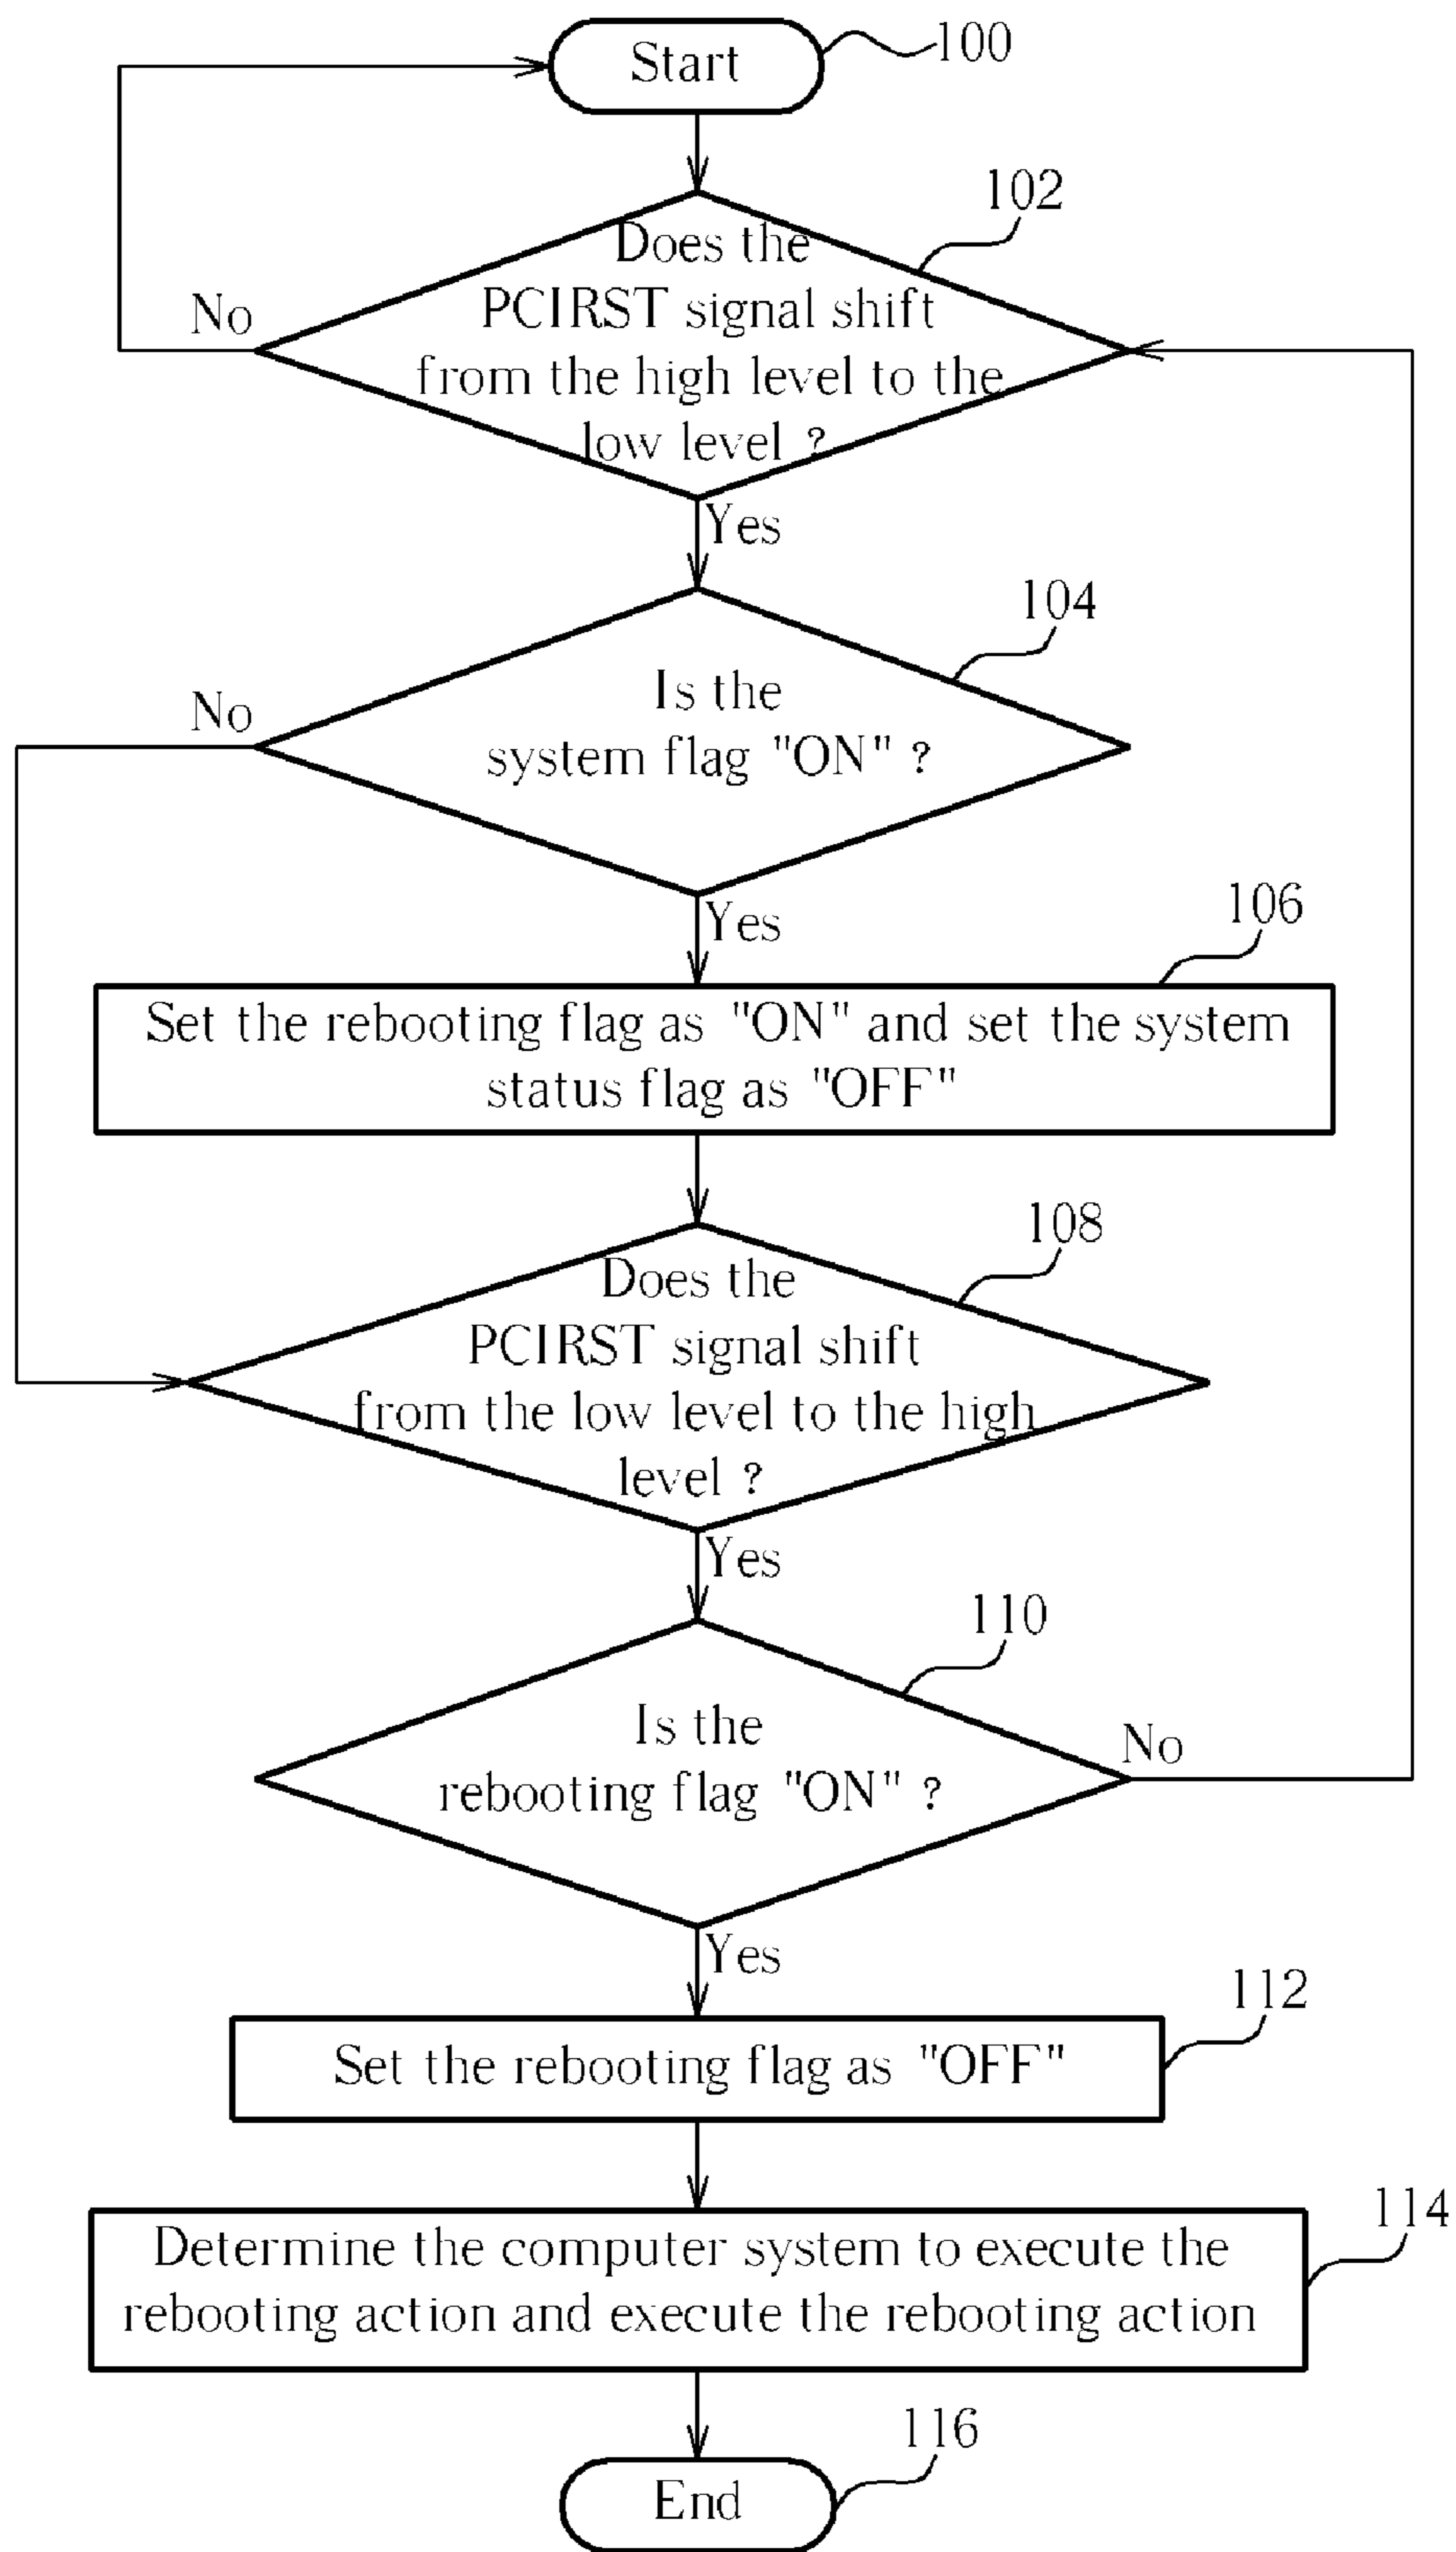 Start
100
102
Does the
PCIRST signal shift
from the high level to the
low level ?
No
Yes
104
Is the
system flag "ON" ?
No
Yes
106
Set the rebooting flag as "ON" and set the system
status flag as "OFF"
108
Does the
PCIRST signal shift
from the low level to the high
level ?
Yes
110
Is the
rebooting flag "ON" ?
No
Yes
112
Set the rebooting flag as "OFF"
114
Determine the computer system to execute the
rebooting action and execute the rebooting action
116
End